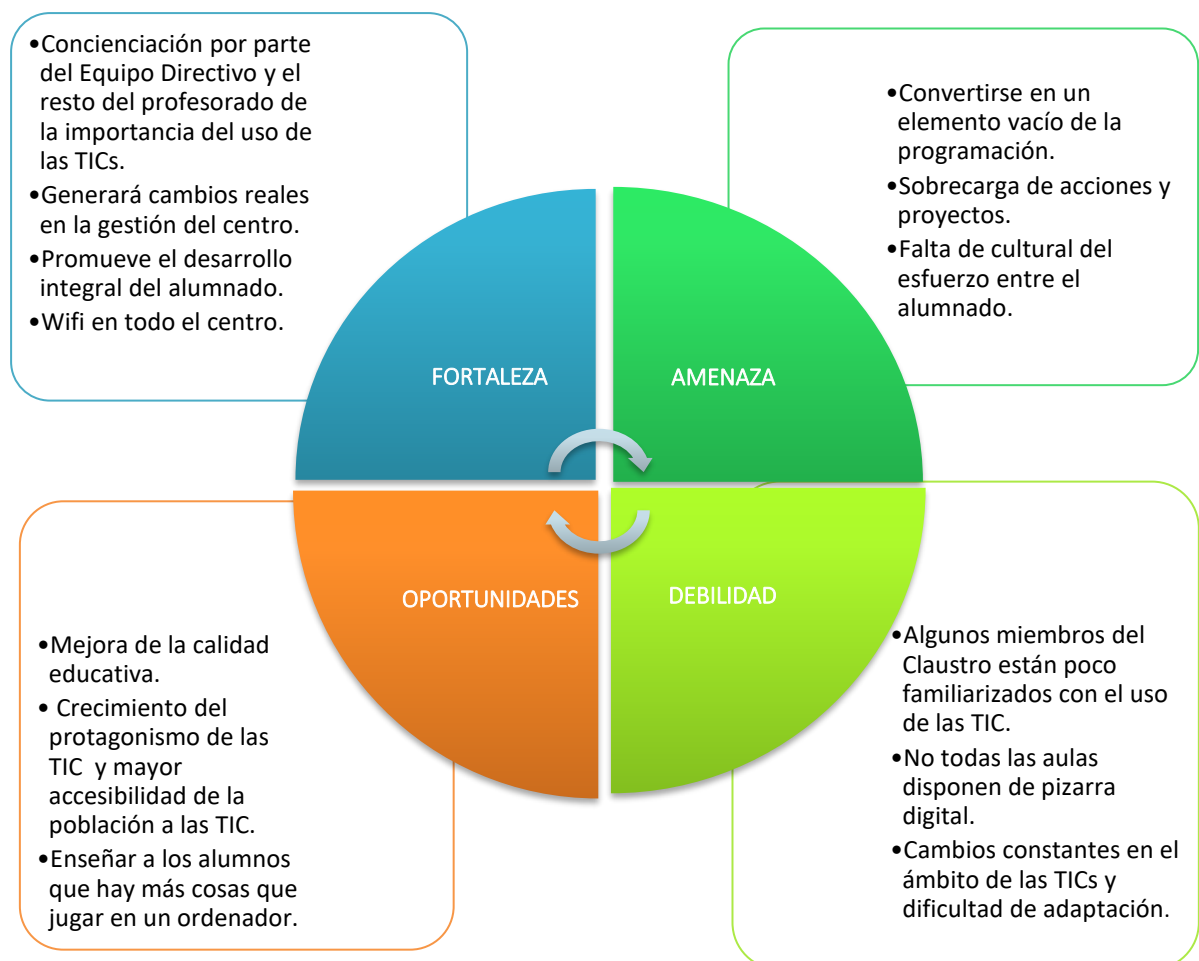 •Concienciación por parte
del Equipo Directivo y el
resto del profesorado de
la importancia del uso de
las TICs.
•Generará cambios reales
en la gestión del centro.
•Promueve el desarrollo
integral del alumnado.
•Wifi en todo el centro.
•Convertirse en un
elemento vacío de la
programación.
•Sobrecarga de acciones y
proyectos.
•Falta de cultural del
esfuerzo entre el
alumnado.
FORTALEZA
AMENAZA
OPORTUNIDADES
DEBILIDAD
•Mejora de la calidad
educativa.
• Crecimiento del
protagonismo de las
TIC y mayor
accesibilidad de la
población a las TIC.
•Enseñar a los alumnos
que hay más cosas que
jugar en un ordenador.
•Algunos miembros del
Claustro están poco
familiarizados con el uso
de las TIC.
•No todas las aulas
disponen de pizarra
digital.
•Cambios constantes en el
ámbito de las TICs y
dificultad de adaptación.